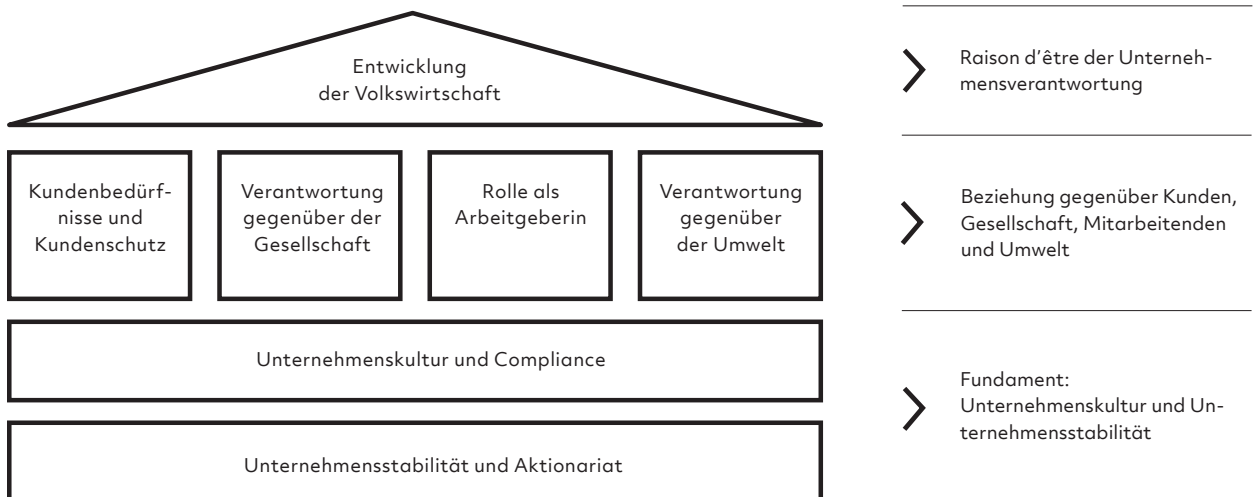 Entwicklung
der Volkswirtschaft
Raison d’être der Unterneh-
mensverantwortung
Kundenbedürf-
nisse und
Kundenschutz
Verantwortung
gegenüber der
Gesellschaft
Rolle als
Arbeitgeberin
Verantwortung
gegenüber
der Umwelt
Beziehung gegenüber Kunden,
Gesellschaft, Mitarbeitenden
und Umwelt
Unternehmenskultur und Compliance
Unternehmensstabilität und Aktionariat
Fundament:
Unternehmenskultur und Un-
ternehmensstabilität